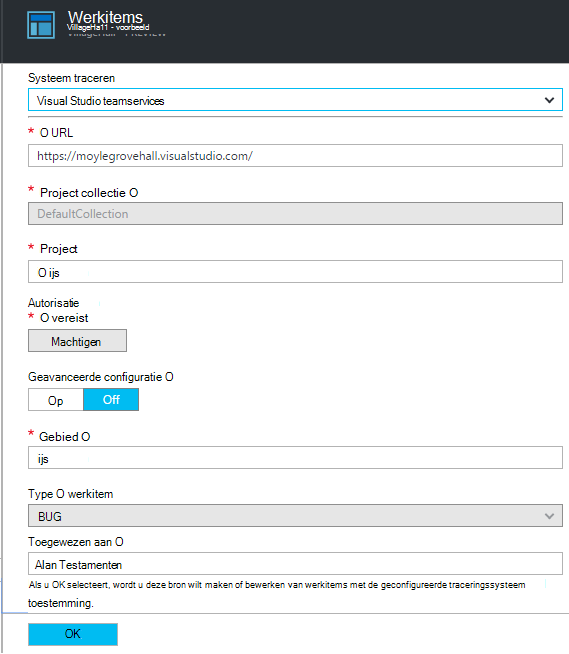 Werkitems
VillageHa11 - voorbeeld
Systeem traceren
Visual Studio teamservices
* O URL
https://moylegrovehall.visualstudio.com/
* Project collectie O
DefaultCollection
* Project
O ijs
Autorisatie
* O vereist
Machtigen
Geavanceerde configuratie O
Op Off
* Gebied O
ijs
Type O werkitem
BUG
Toegewezen aan O
Alan Testamenten
Als u OK selecteert, wordt u deze bron wilt maken of bewerken van werkitems met de geconfigureerde traceringssysteem
toestemming.
OK